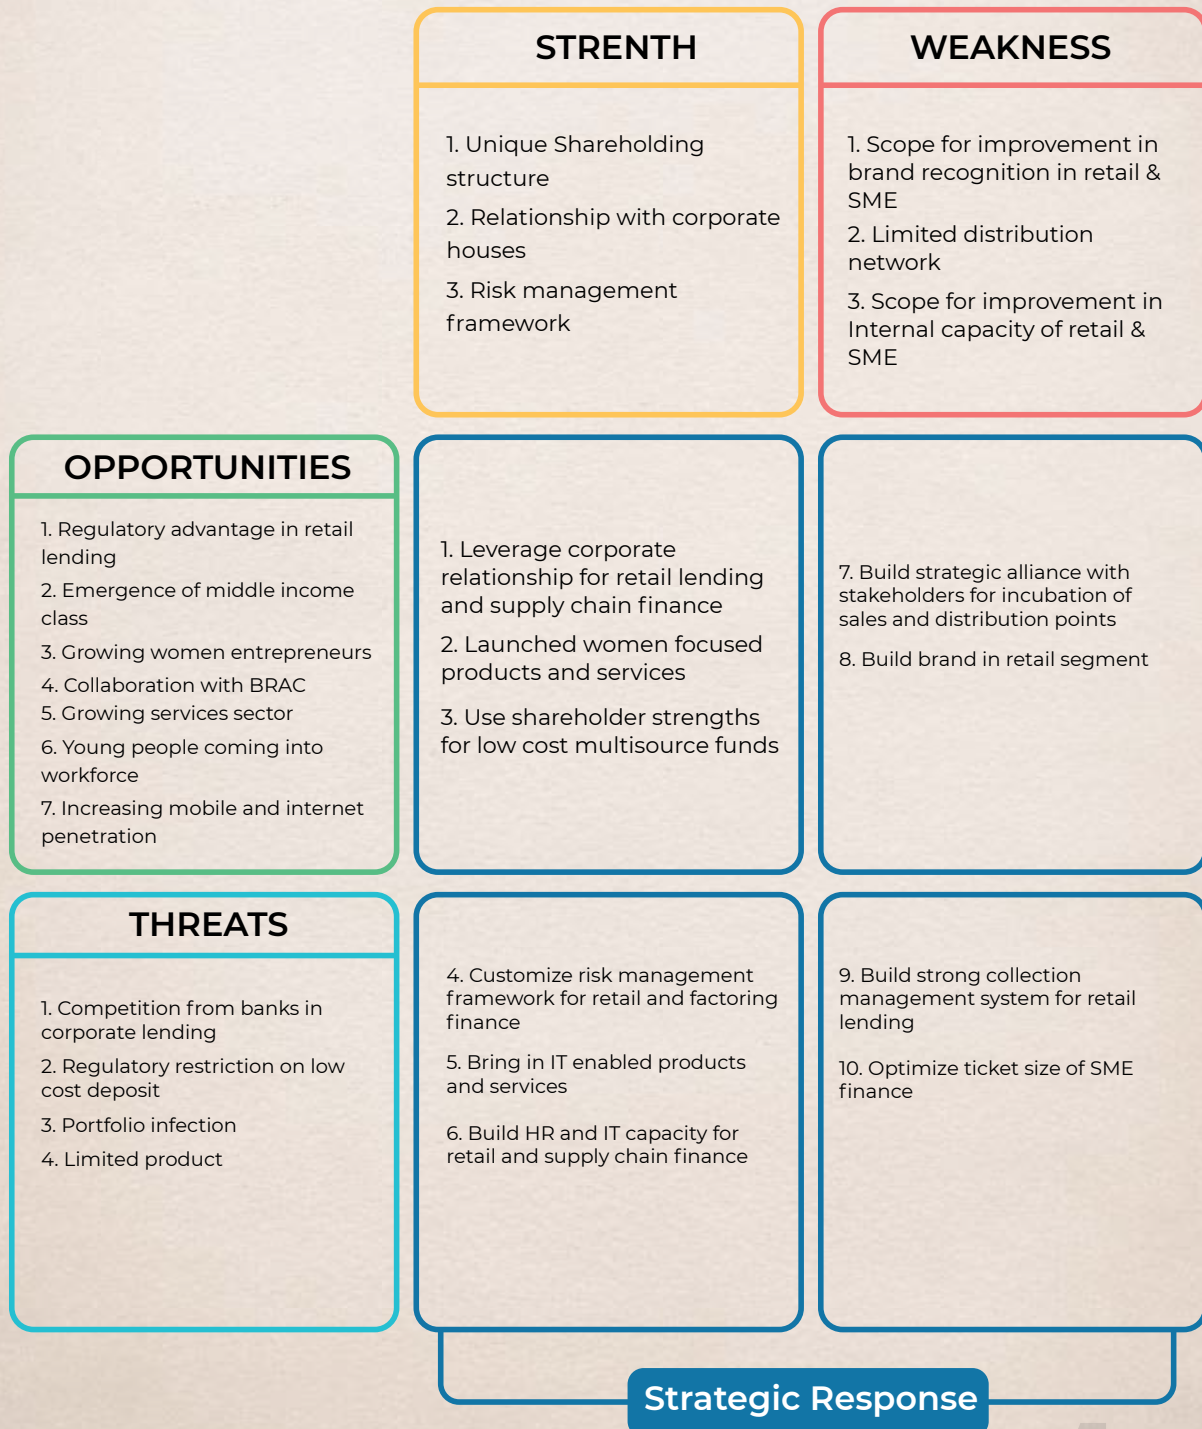 STRENTH
1. Unique Shareholding
structure
2. Relationship with corporate
houses
3. Risk management
framework
WEAKNESS
1. Scope for improvement in
brand recognition in retail &
SME
2. Limited distribution
network
3. Scope for improvement in
Internal capacity of retail &
SME
OPPORTUNITIES
1. Regulatory advantage in retail
lending
2. Emergence of middle income
class
3. Growing women entrepreneurs
4. Collaboration with BRAC
5. Growing services sector
6. Young people coming into
workforce
7. Increasing mobile and internet
penetration
1. Leverage corporate
relationship for retail lending
and supply chain finance
2. Launched women focused
products and services
3. Use shareholder strengths
for low cost multisource funds
7. Build strategic alliance with
stakeholders for incubation of
sales and distribution points
8. Build brand in retail segment
THREATS
1. Competition from banks in
corporate lending
2. Regulatory restriction on low
cost deposit
3. Portfolio infection
4. Limited product
4. Customize risk management
framework for retail and factoring
finance
5. Bring in IT enabled products
and services
6. Build HR and IT capacity for
retail and supply chain finance
9. Build strong collection
management system for retail
lending
10. Optimize ticket size of SME
finance
Strategic Response